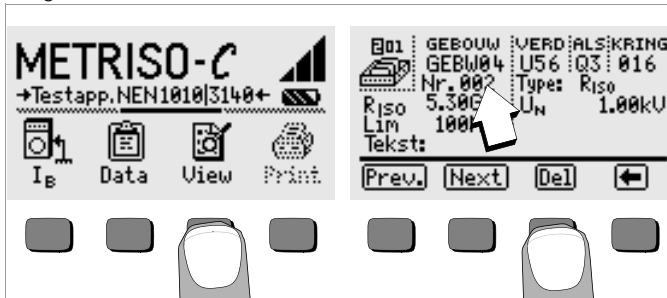 METRISO-C
→Testapp.NEN1010|3140←
IB Data View Print
201 GEBOUW VERD ALS KRING
GEBW04 U56 Q3 016
Nr. 002 Type: RISO
RISO 5.30G UN 1.00kV
Lim 100
Tekst:
Prev. Next Del ←